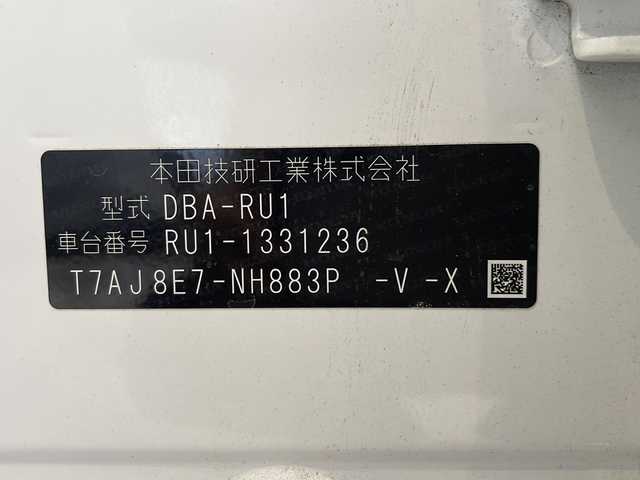 本田技研工業株式会社
型式 DBA-RU1
車台番号 RU1-1331236
T7AJ8E7-NH883P -V -X